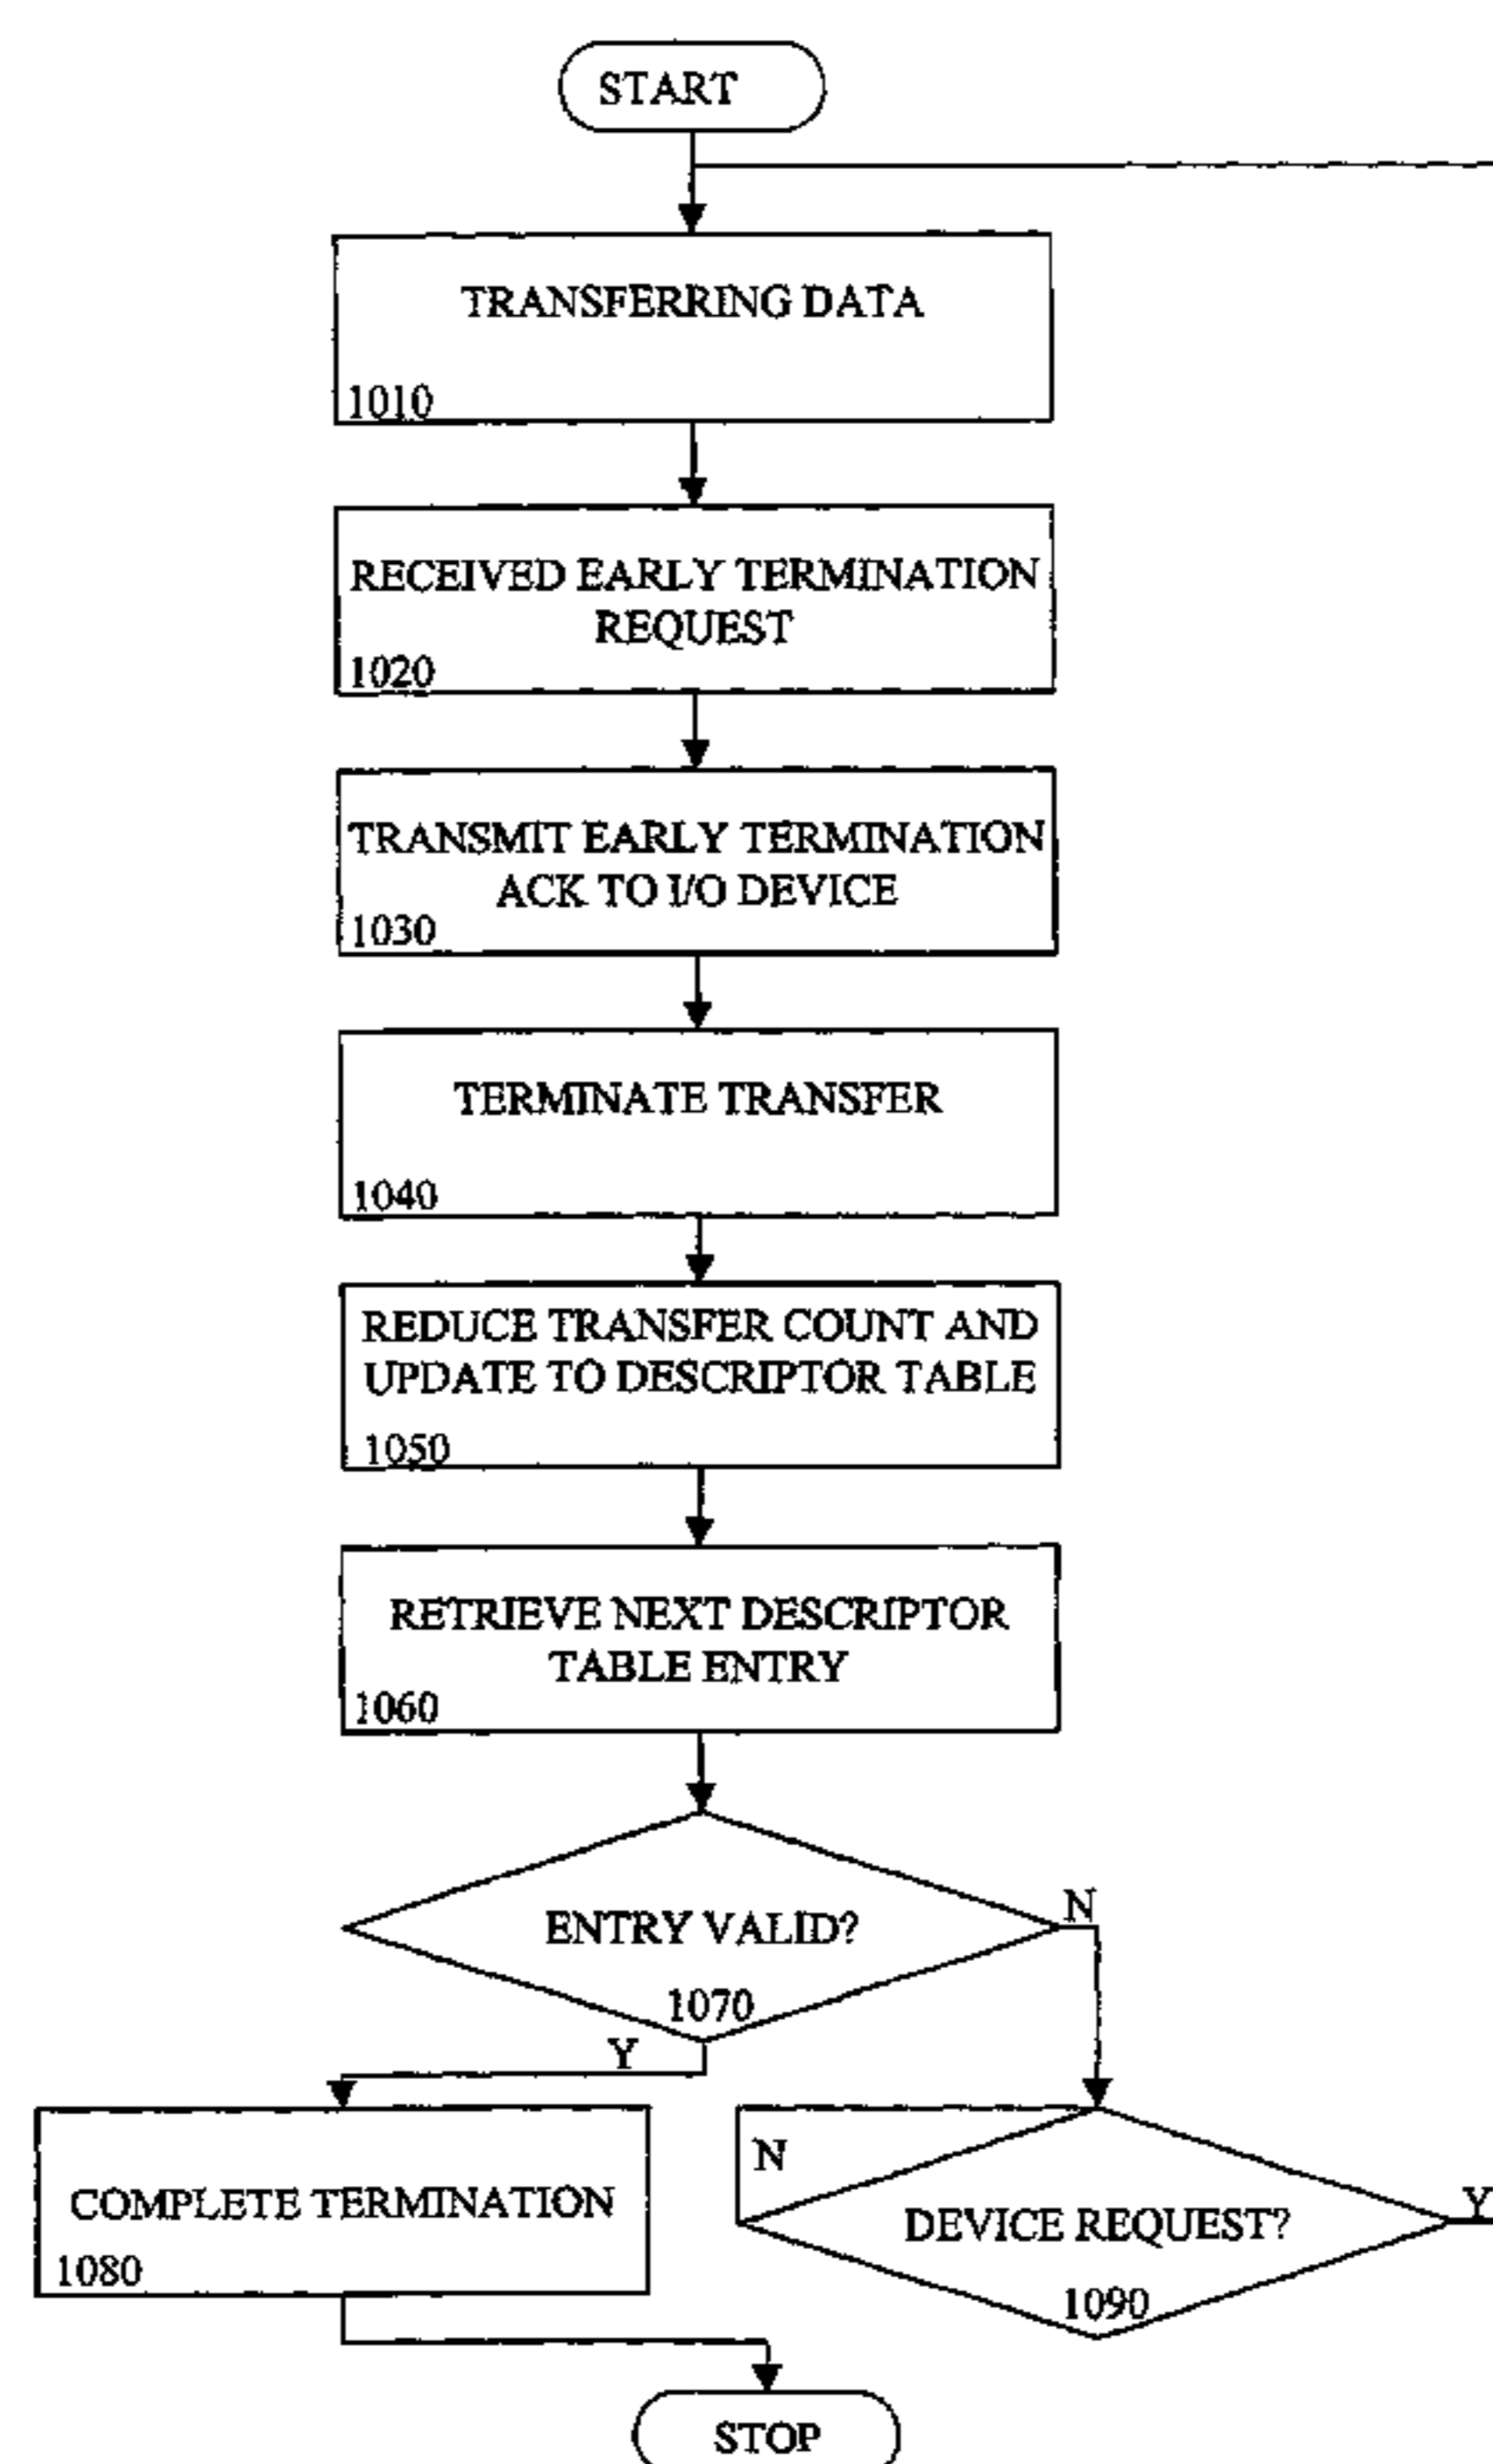 START
TRANSFERRING DATA
1010
RECEIVED EARLY TERMINATION
REQUEST
1020
TRANSMIT EARLY TERMINATION
ACK TO I/O DEVICE
1030
TERMINATE TRANSFER
1040
REDUCE TRANSFER COUNT AND
UPDATE TO DESCRIPTOR TABLE
1050
RETRIEVE NEXT DESCRIPTOR
TABLE ENTRY
1060
ENTRY VALID?
1070
N
Y
COMPLETE TERMINATION
1080
N
DEVICE REQUEST?
1090
Y
STOP